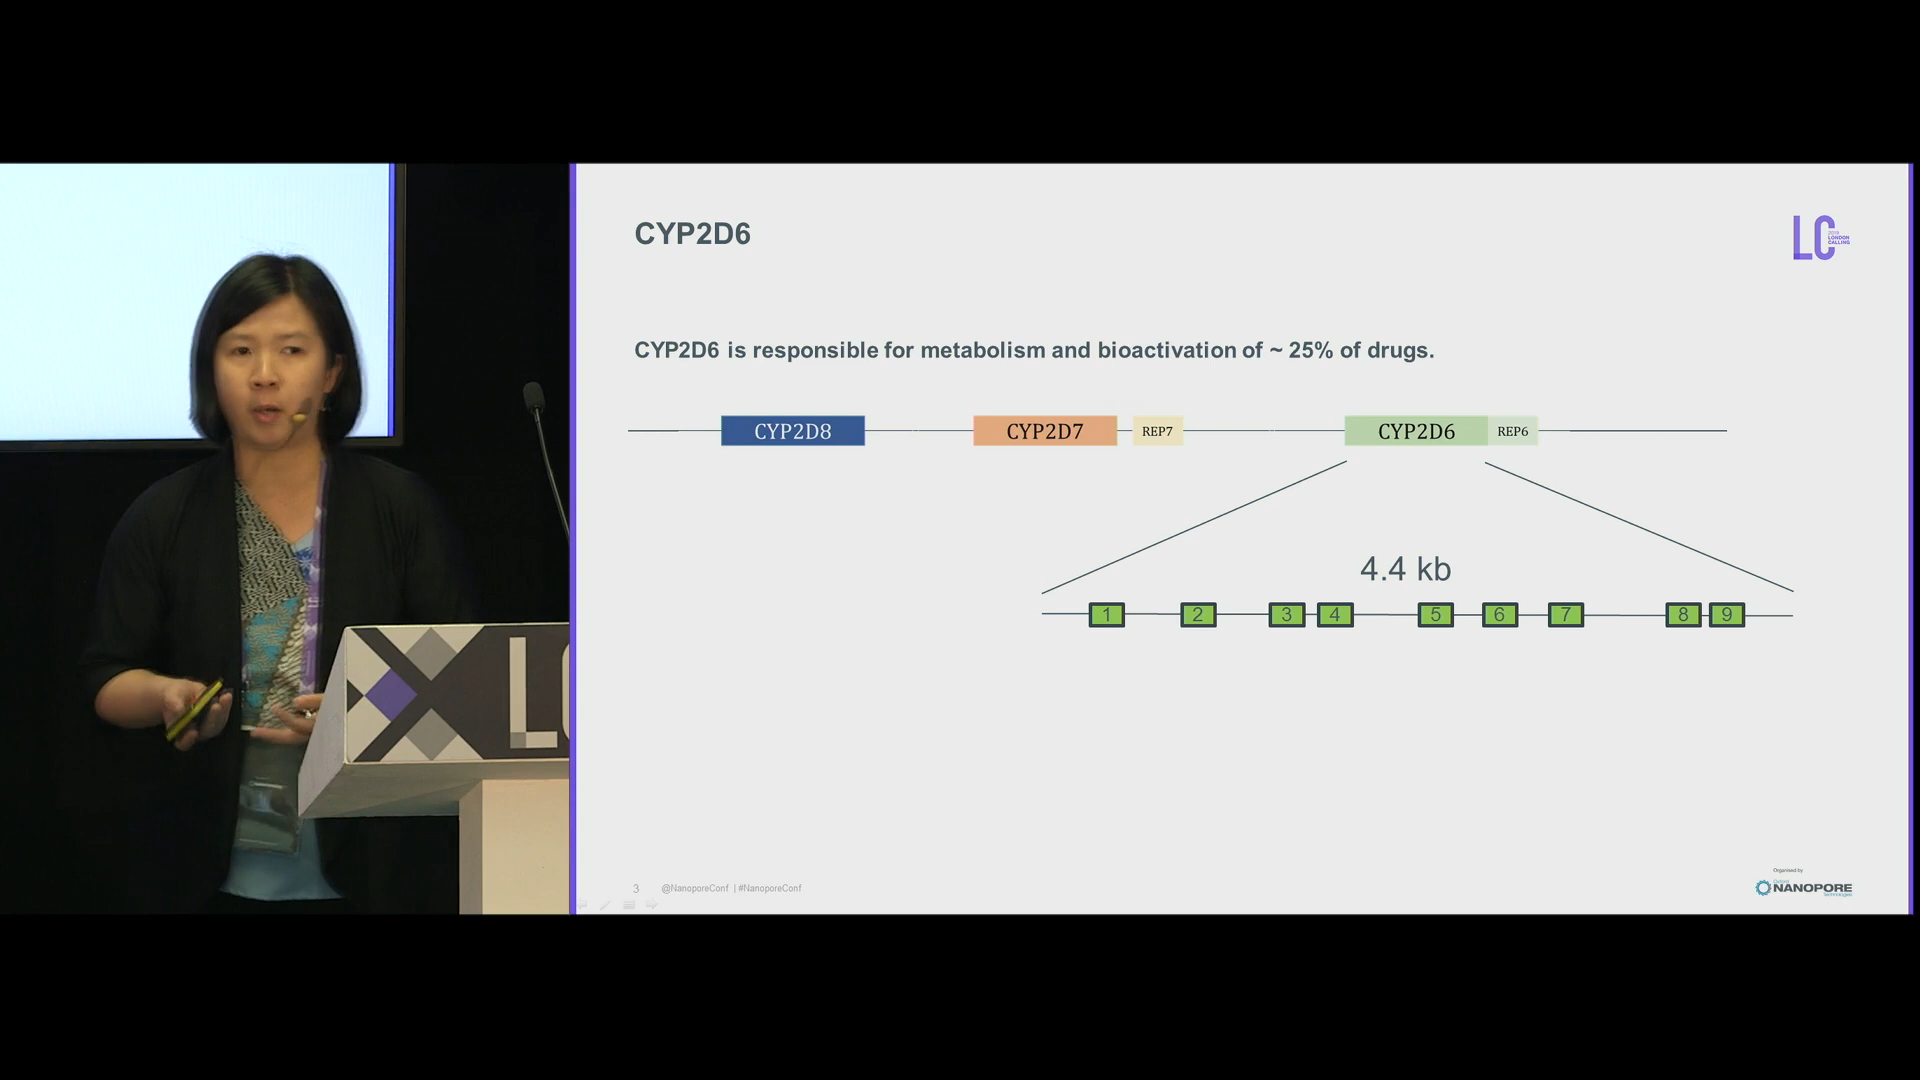 CYP2D6
LC
2019
LONDON
CALLING
CYP2D6 is responsible for metabolism and bioactivation of ~ 25% of drugs.
CYP2D8 CYP2D7 REP7 CYP2D6 REP6
4.4 kb
1 2 3 4 5 6 7 8 9
L
3 @NanoporeConf | #NanoporeConf
Organised by
Oxford
NANOPORE
Technologies